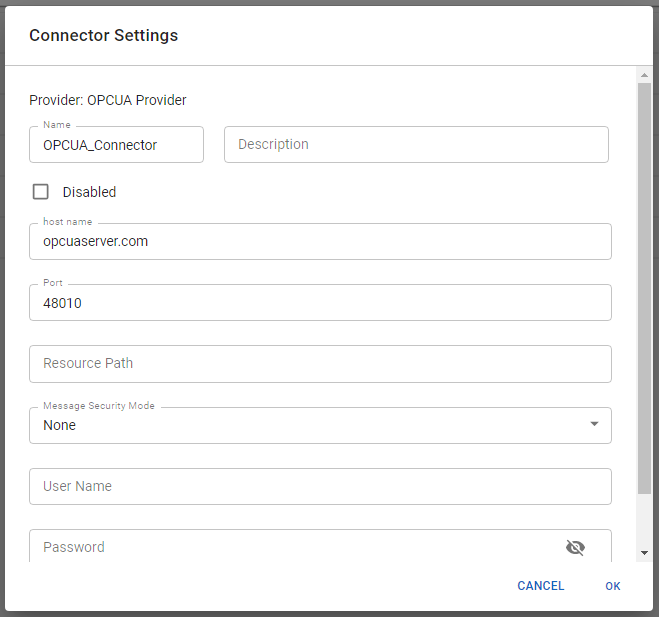 Connector Settings
Provider: OPCUA Provider
Name
OPCUA_Connector
Description
Disabled
host name
opcuaserver.com
Port
48010
Resource Path
Message Security Mode
None
User Name
Password
CANCEL OK